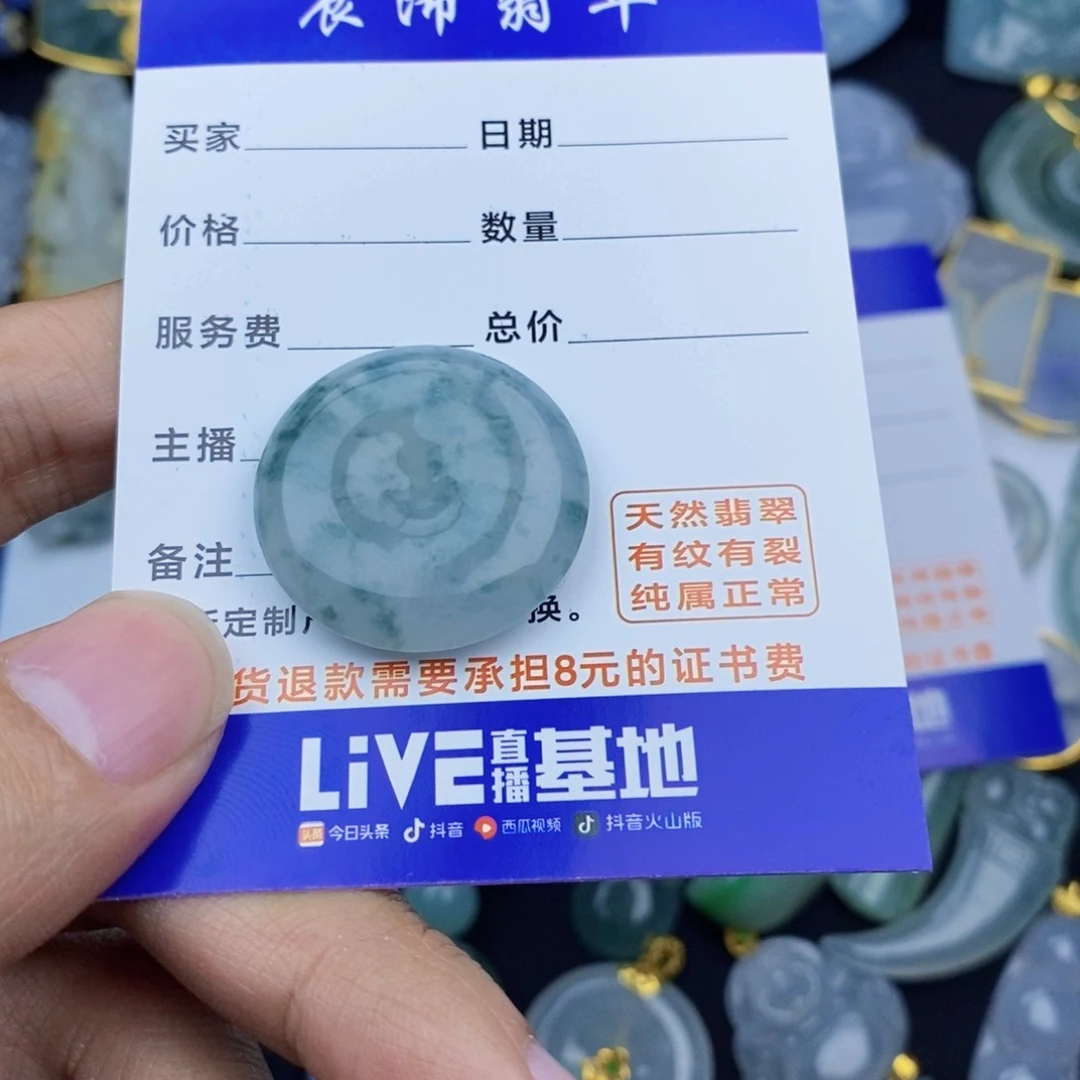 买家 日期
价格 数量
服务费 总价
主播
备注
天然翡翠
有纹有裂
纯属正常
定制 换。
货退款需要承担8元的证书费
LiVE直播基地
头条 今日头条 抖音 西瓜视频 抖音火山版